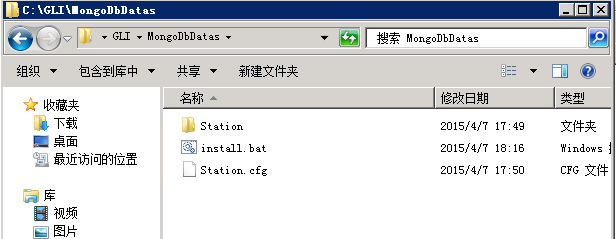 C:\GLI\MongoDbDatas
GLI MongoDbDatas 搜索 MongoDbDatas
组织 包含到库中 共享 新建文件夹
收藏夹
下载
桌面
最近访问的位置
库
视频
图片
名称 修改日期 类型
Station 2015/4/7 17:49 文件夹
install.bat 2015/4/7 18:16 Windows
Station.cfg 2015/4/7 17:50 CFG 文件